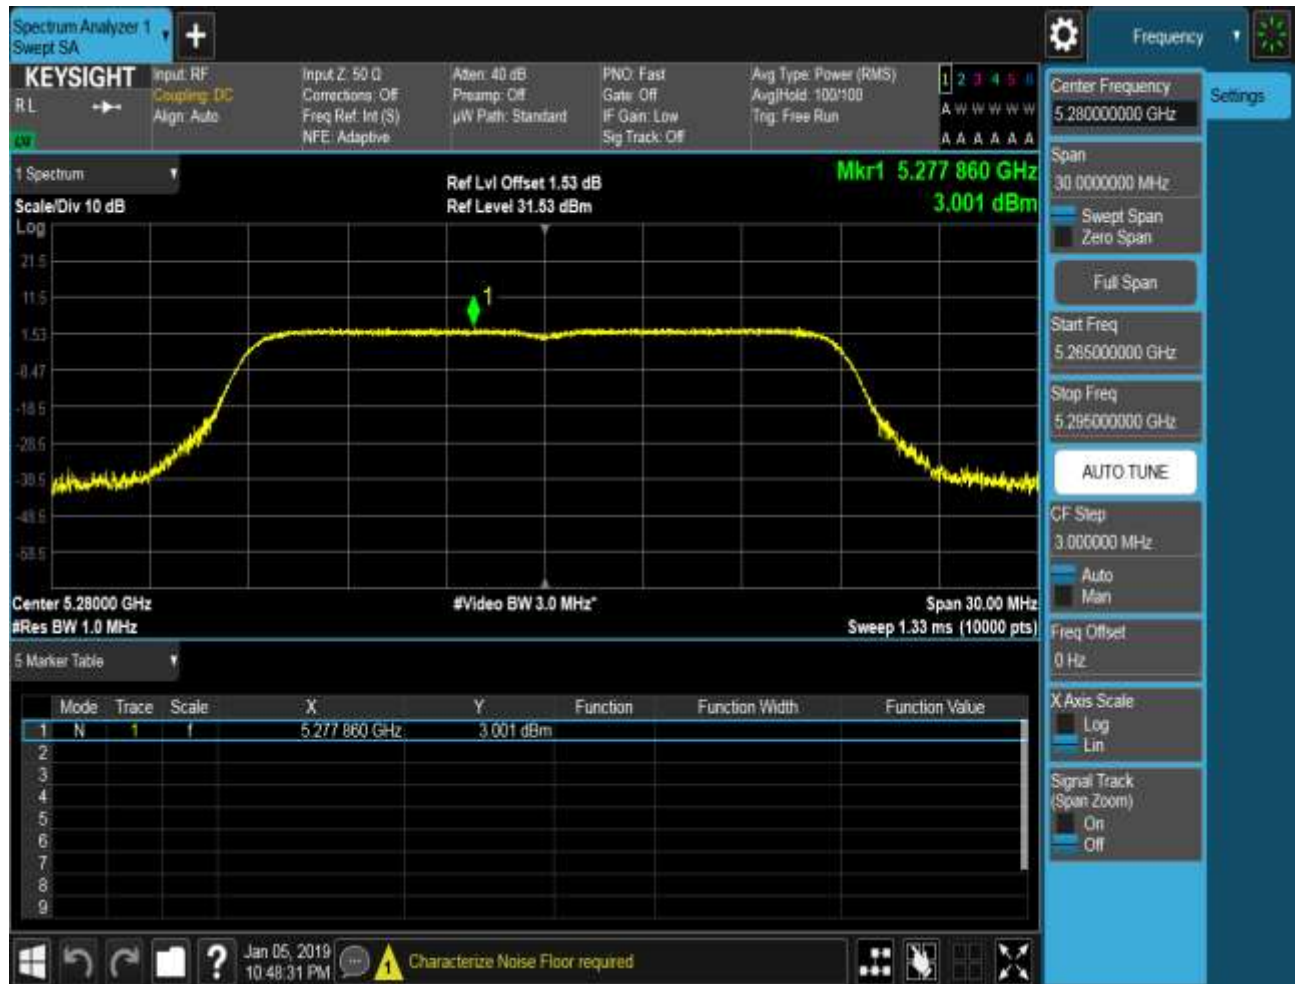 Spectrum Analyzer 1
Swept SA
+
Frequency
KEYSIGHT
RL
Input: RF
Coupling: DC
Align: Auto
Input Z: 50 Ω
Corrections: Off
Freq Ref: Int (S)
NFE: Adaptive
Atten: 40 dB
Preamp: Off
µW Path: Standard
PNO: Fast
Gate: Off
IF Gain: Low
Sig Track: Off
Avg Type: Power (RMS)
Avg|Hold: 100/100
Trig: Free Run
1 2 3 4 5 6
A W W W W W
A A A A A A
1 Spectrum
Scale/Div 10 dB
Ref Lvl Offset 1.53 dB
Ref Level 31.53 dBm
Mkr1 5.277 860 GHz
3.001 dBm
Log
21.5
11.5
1.53
-8.47
-18.5
-28.5
-38.5
-48.5
-58.5
1
Center 5.28000 GHz
#Res BW 1.0 MHz
#Video BW 3.0 MHz*
Span 30.00 MHz
Sweep 1.33 ms (10000 pts)
5 Marker Table
Mode Trace Scale X Y Function Function Width Function Value
1 N 1 f 5.277 860 GHz 3.001 dBm
2
3
4
5
6
7
8
9
Center Frequency
5.280000000 GHz
Settings
Span
30.0000000 MHz
Swept Span
Zero Span
Full Span
Start Freq
5.265000000 GHz
Stop Freq
5.295000000 GHz
AUTO TUNE
CF Step
3.000000 MHz
Auto
Man
Freq Offset
0 Hz
X Axis Scale
Log
Lin
Signal Track
(Span Zoom)
On
Off
?
Jan 05, 2019
10:48:31 PM
1
Characterize Noise Floor required